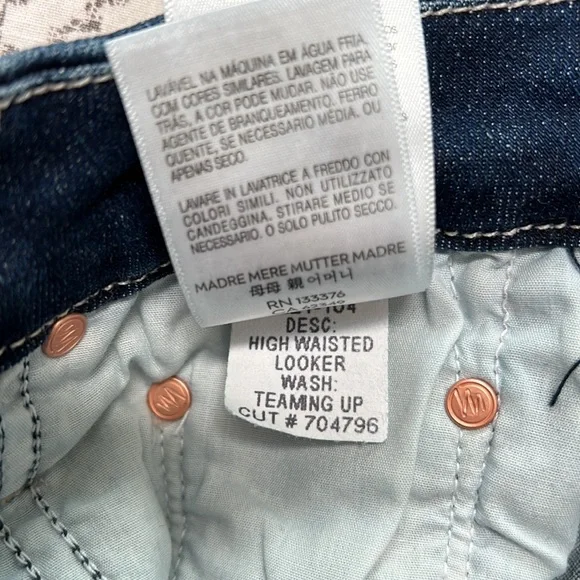 LAVÁVEL NA MÁQUINA EM ÁGUA FRIA
COM CORES SIMILARES. LAVAGEM PARA
TRÁS, A COR PODE MUDAR. NÃO USE
AGENTE DE BRANQUEAMENTO. FERRO
QUENTE, SE NECESSARIO MÉDIA. OU
APENAS SECO.
LAVARE IN LAVATRICE A FREDDO CON
COLORI SIMILI. NON UTILIZZATO
CANDEGGINA. STIRARE MEDIO SE
NECESSARIO. O SOLO PULITO SECCO.
MADRE MERE MUTTER MADRE
母母 親 어머니
RN 133376
DESC:
HIGH WAISTED
LOOKER
WASH:
TEAMING UP
CUT # 704796